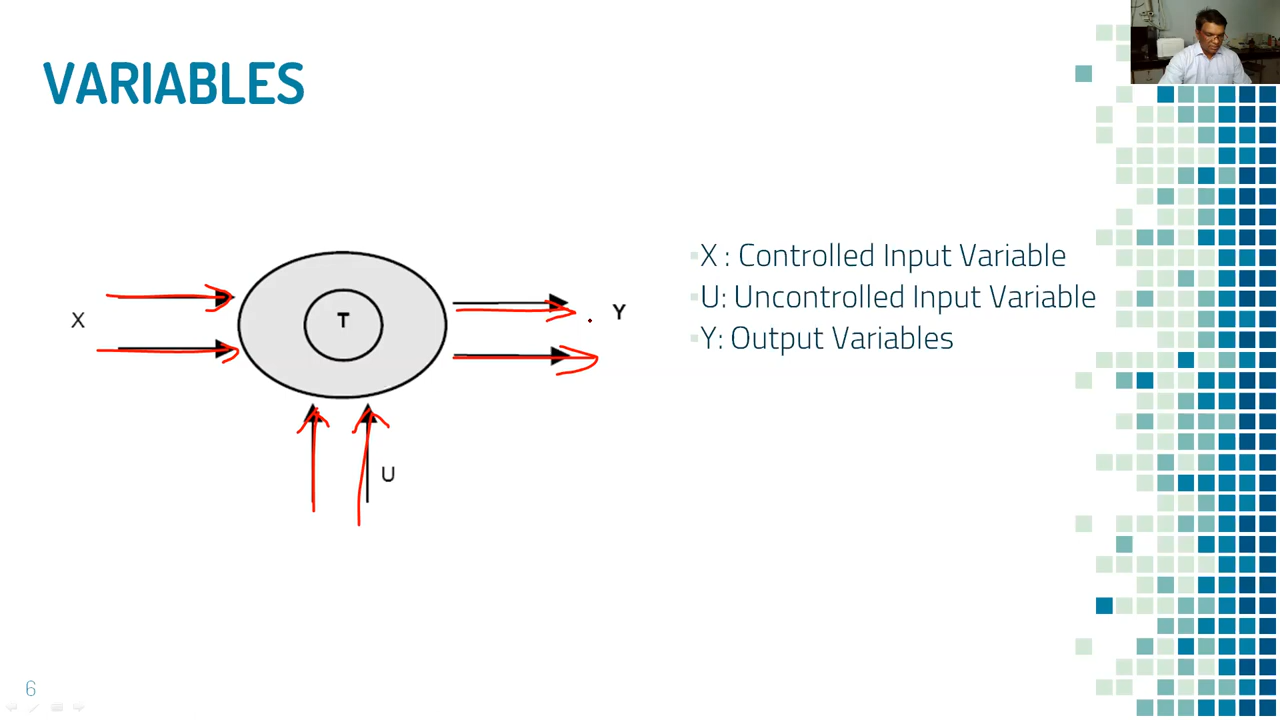 VARIABLES
X
T
Y
U
X : Controlled Input Variable
U: Uncontrolled Input Variable
Y: Output Variables
6